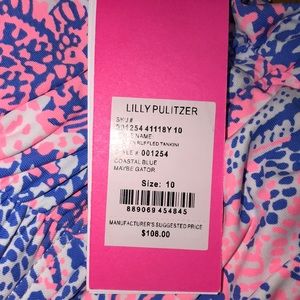 LILLY PULITZER
SKU#
001254 41118Y 10
NAME
RUFFLED TANKINI
# 001254
COASTAL BLUE
MAYBE GATOR
Size: 10
889069 454845
MANUFACTURER'S SUGGESTED PRICE
$108.00